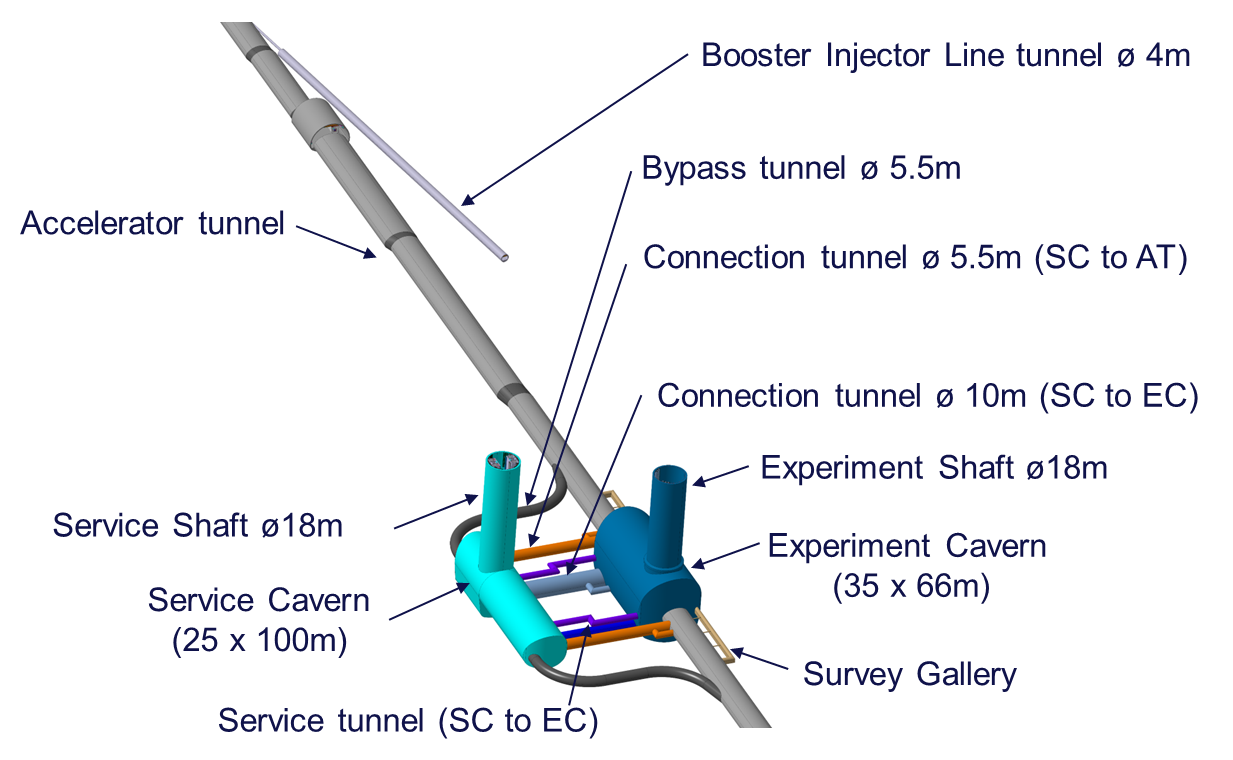 Booster Injector Line tunnel ø 4m
Bypass tunnel ø 5.5m
Accelerator tunnel
Connection tunnel ø 5.5m (SC to AT)
Connection tunnel ø 10m (SC to EC)
Experiment Shaft ø18m
Service Shaft ø18m
Experiment Cavern
(35 x 66m)
Service Cavern
(25 x 100m)
Survey Gallery
Service tunnel (SC to EC)